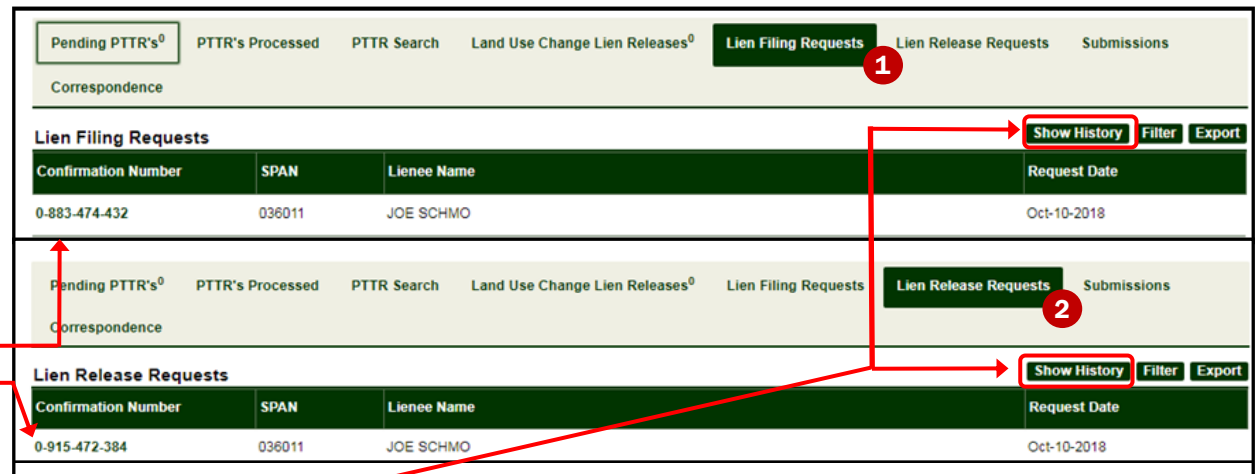 Pending PTTR's0 PTTR's Processed PTTR Search Land Use Change Lien Releases0 Lien Filing Requests Lien Release Requests Submissions
1
Correspondence
Lien Filing Requests Show History Filter Export
Confirmation Number SPAN Lienee Name Request Date
0-883-474-432 036011 JOE SCHMO Oct-10-2018
Pending PTTR's0 PTTR's Processed PTTR Search Land Use Change Lien Releases0 Lien Filing Requests Lien Release Requests Submissions
2
Correspondence
Lien Release Requests Show History Filter Export
Confirmation Number SPAN Lienee Name Request Date
0-915-472-384 036011 JOE SCHMO Oct-10-2018